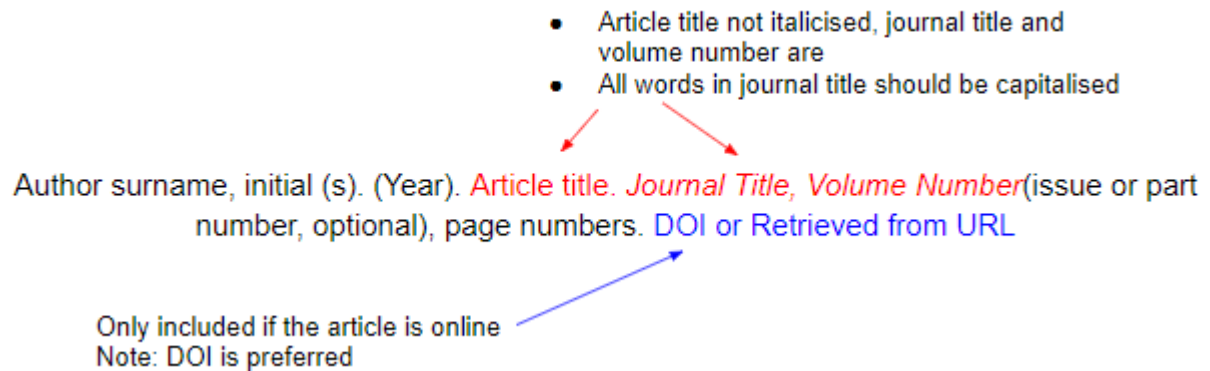 ● Article title not italicised, journal title and
volume number are
● All words in journal title should be capitalised
Author surname, initial (s). (Year). Article title. Journal Title, Volume Number(issue or part
number, optional), page numbers. DOI or Retrieved from URL
Only included if the article is online
Note: DOI is preferred